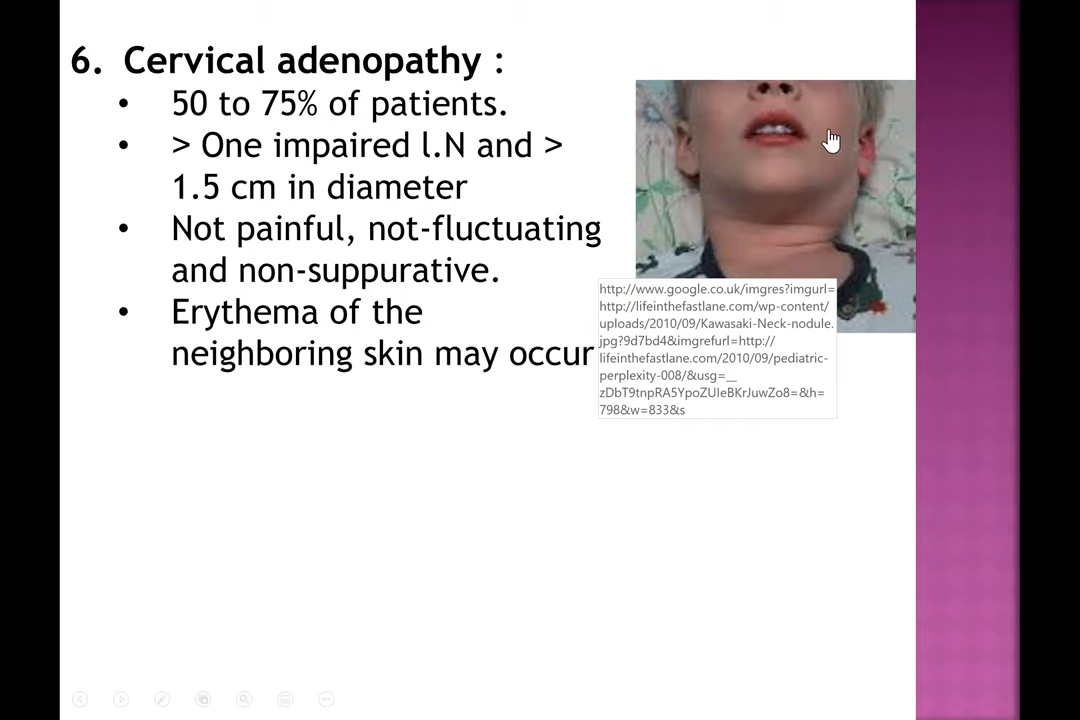 6. Cervical adenopathy :
• 50 to 75% of patients.
• > One impaired l.N and >
1.5 cm in diameter
• Not painful, not-fluctuating
and non-suppurative.
• Erythema of the
neighboring skin may occur
http://www.google.co.uk/imgres?imgurl=
http://lifeinthefastlane.com/wp-content/
uploads/2010/09/Kawasaki-Neck-nodule.
jpg?9d7bd4&imgrefurl=http://
lifeinthefastlane.com/2010/09/pediatric-
perplexity-008/&usg=__
zDbT9tnpRA5YpoZUIeBKrJuwZo8=&h=
798&w=833&s